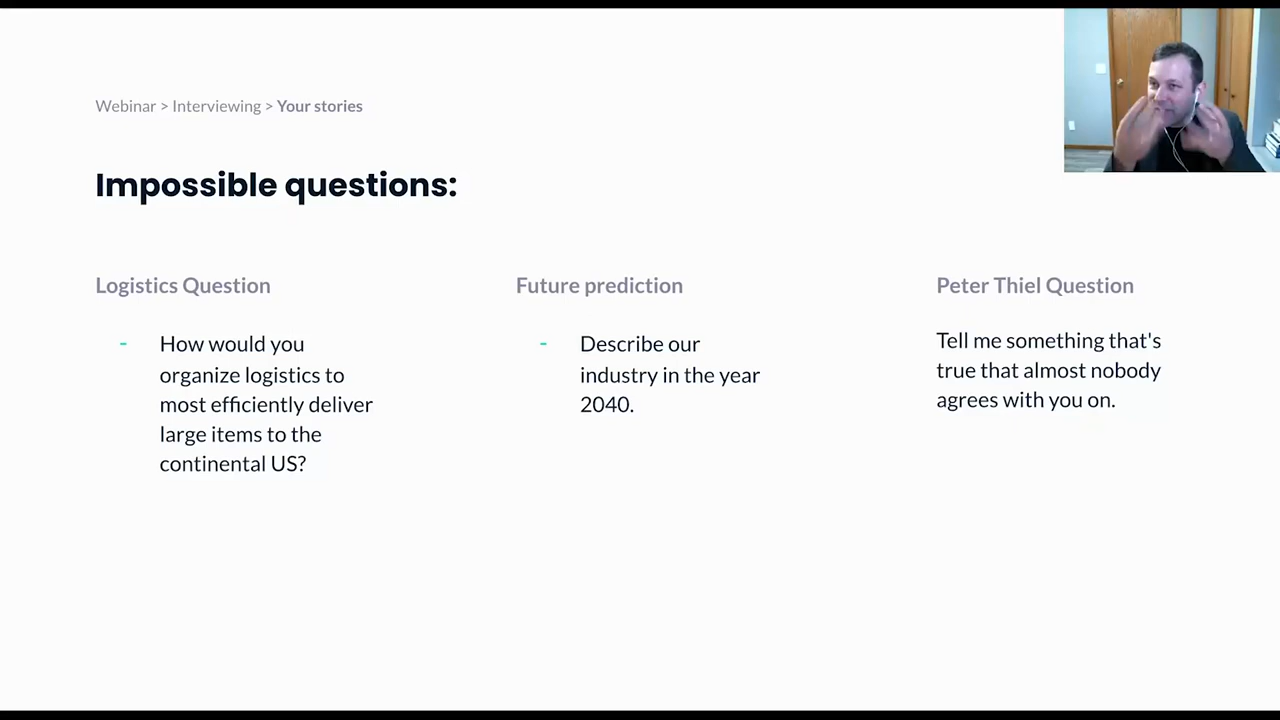 Webinar > Interviewing > Your stories
Impossible questions:
Logistics Question
- How would you
organize logistics to
most efficiently deliver
large items to the
continental US?
Future prediction
- Describe our
industry in the year
2040.
Peter Thiel Question
Tell me something that's
true that almost nobody
agrees with you on.